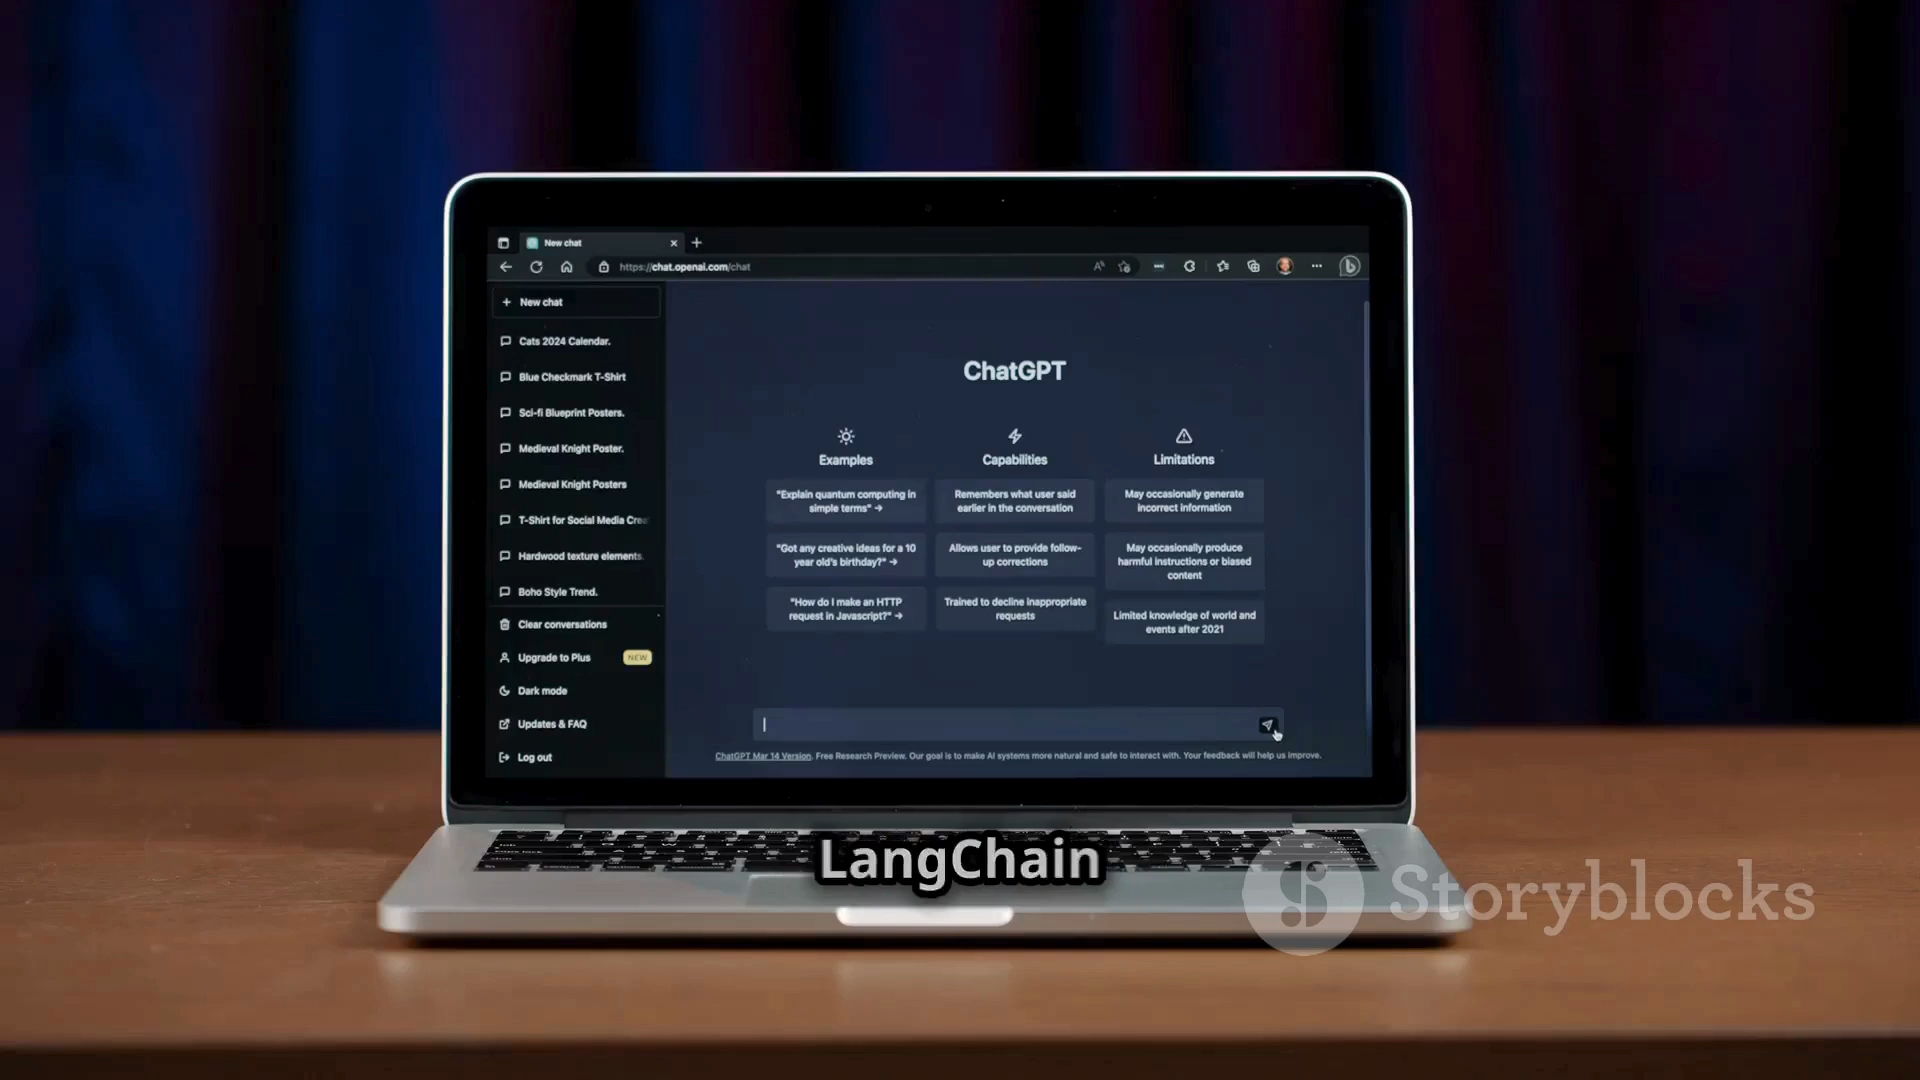 New chat
https://chat.openai.com/chat
New chat
Cats 2024 Calendar.
Blue Checkmark T-Shirt
Sci-fi Blueprint Posters.
Medieval Knight Poster.
Medieval Knight Posters
T-Shirt for Social Media Crea
Hardwood texture elements.
Boho Style Trend.
Clear conversations
Upgrade to Plus NEW
Dark mode
Updates & FAQ
Log out
ChatGPT
Examples
"Explain quantum computing in
simple terms" →
"Got any creative ideas for a 10
year old's birthday?" →
"How do I make an HTTP
request in Javascript?" →
Capabilities
Remembers what user said
earlier in the conversation
Allows user to provide follow-
up corrections
Trained to decline inappropriate
requests
Limitations
May occasionally generate
incorrect information
May occasionally produce
harmful instructions or biased
content
Limited knowledge of world and
events after 2021
ChatGPT Mar 14 Version. Free Research Preview. Our goal is to make AI systems more natural and safe to interact with. Your feedback will help us improve.
LangChain
Storyblocks